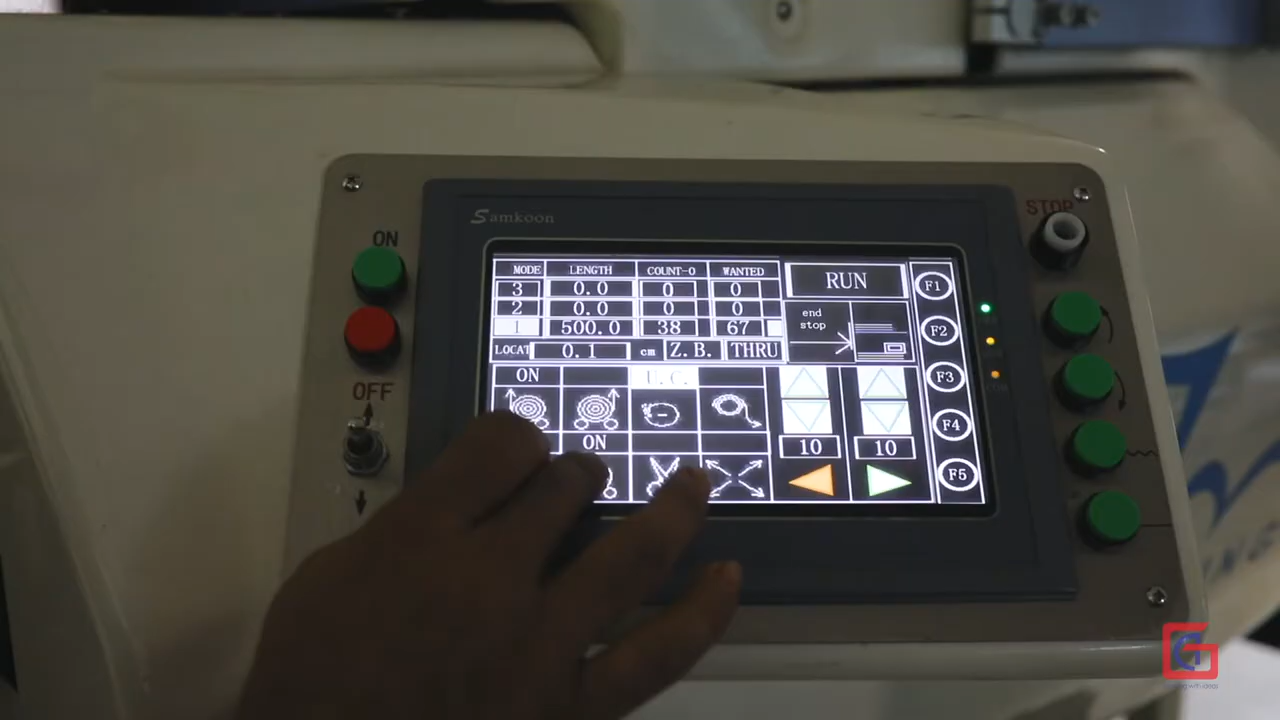 Samkoon
STOP
ON
OFF
MODE LENGTH COUNT-0 WANTED
3 0.0 0 0
2 0.0 0 0
1 500.0 38 67
LOCAT 0.1 cm Z.B. THRU
RUN
end
stop
ON U.C.
ON
10 10
F1
F2
F3
F4
F5